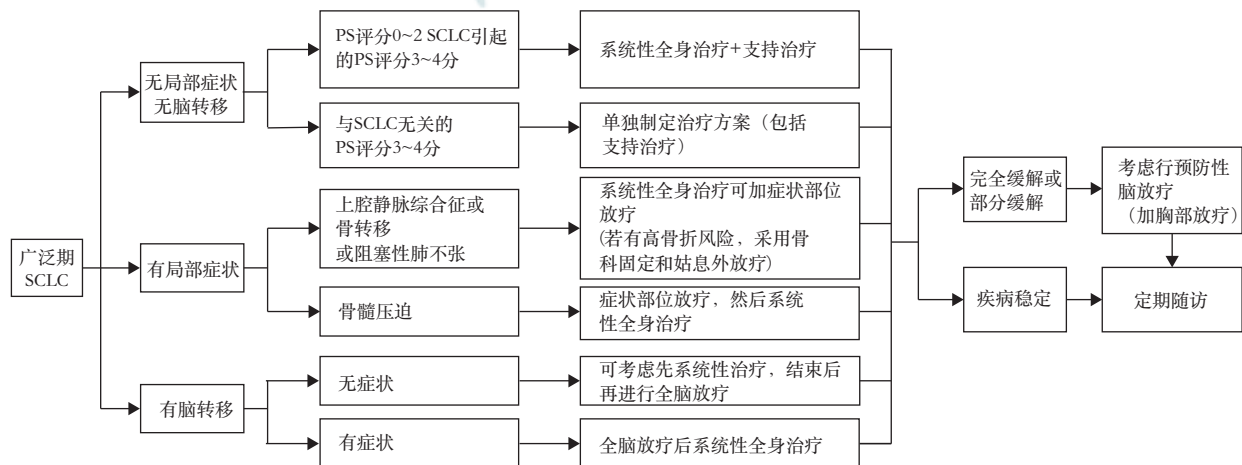 广泛期
SCLC
无局部症状
无脑转移
有局部症状
有脑转移
PS评分0~2 SCLC引起
的PS评分3~4分
与SCLC无关的
PS评分3~4分
上腔静脉综合征或
骨转移
或阻塞性肺不张
骨髓压迫
无症状
有症状
系统性全身治疗+支持治疗
单独制定治疗方案（包括
支持治疗）
系统性全身治疗可加症状部位
放疗
(若有高骨折风险，采用骨
科固定和姑息外放疗)
症状部位放疗，然后系统
性全身治疗
可考虑先系统性治疗，结束后
再进行全脑放疗
全脑放疗后系统性全身治疗
完全缓解或
部分缓解
疾病稳定
考虑行预防性
脑放疗
（加胸部放疗）
定期随访